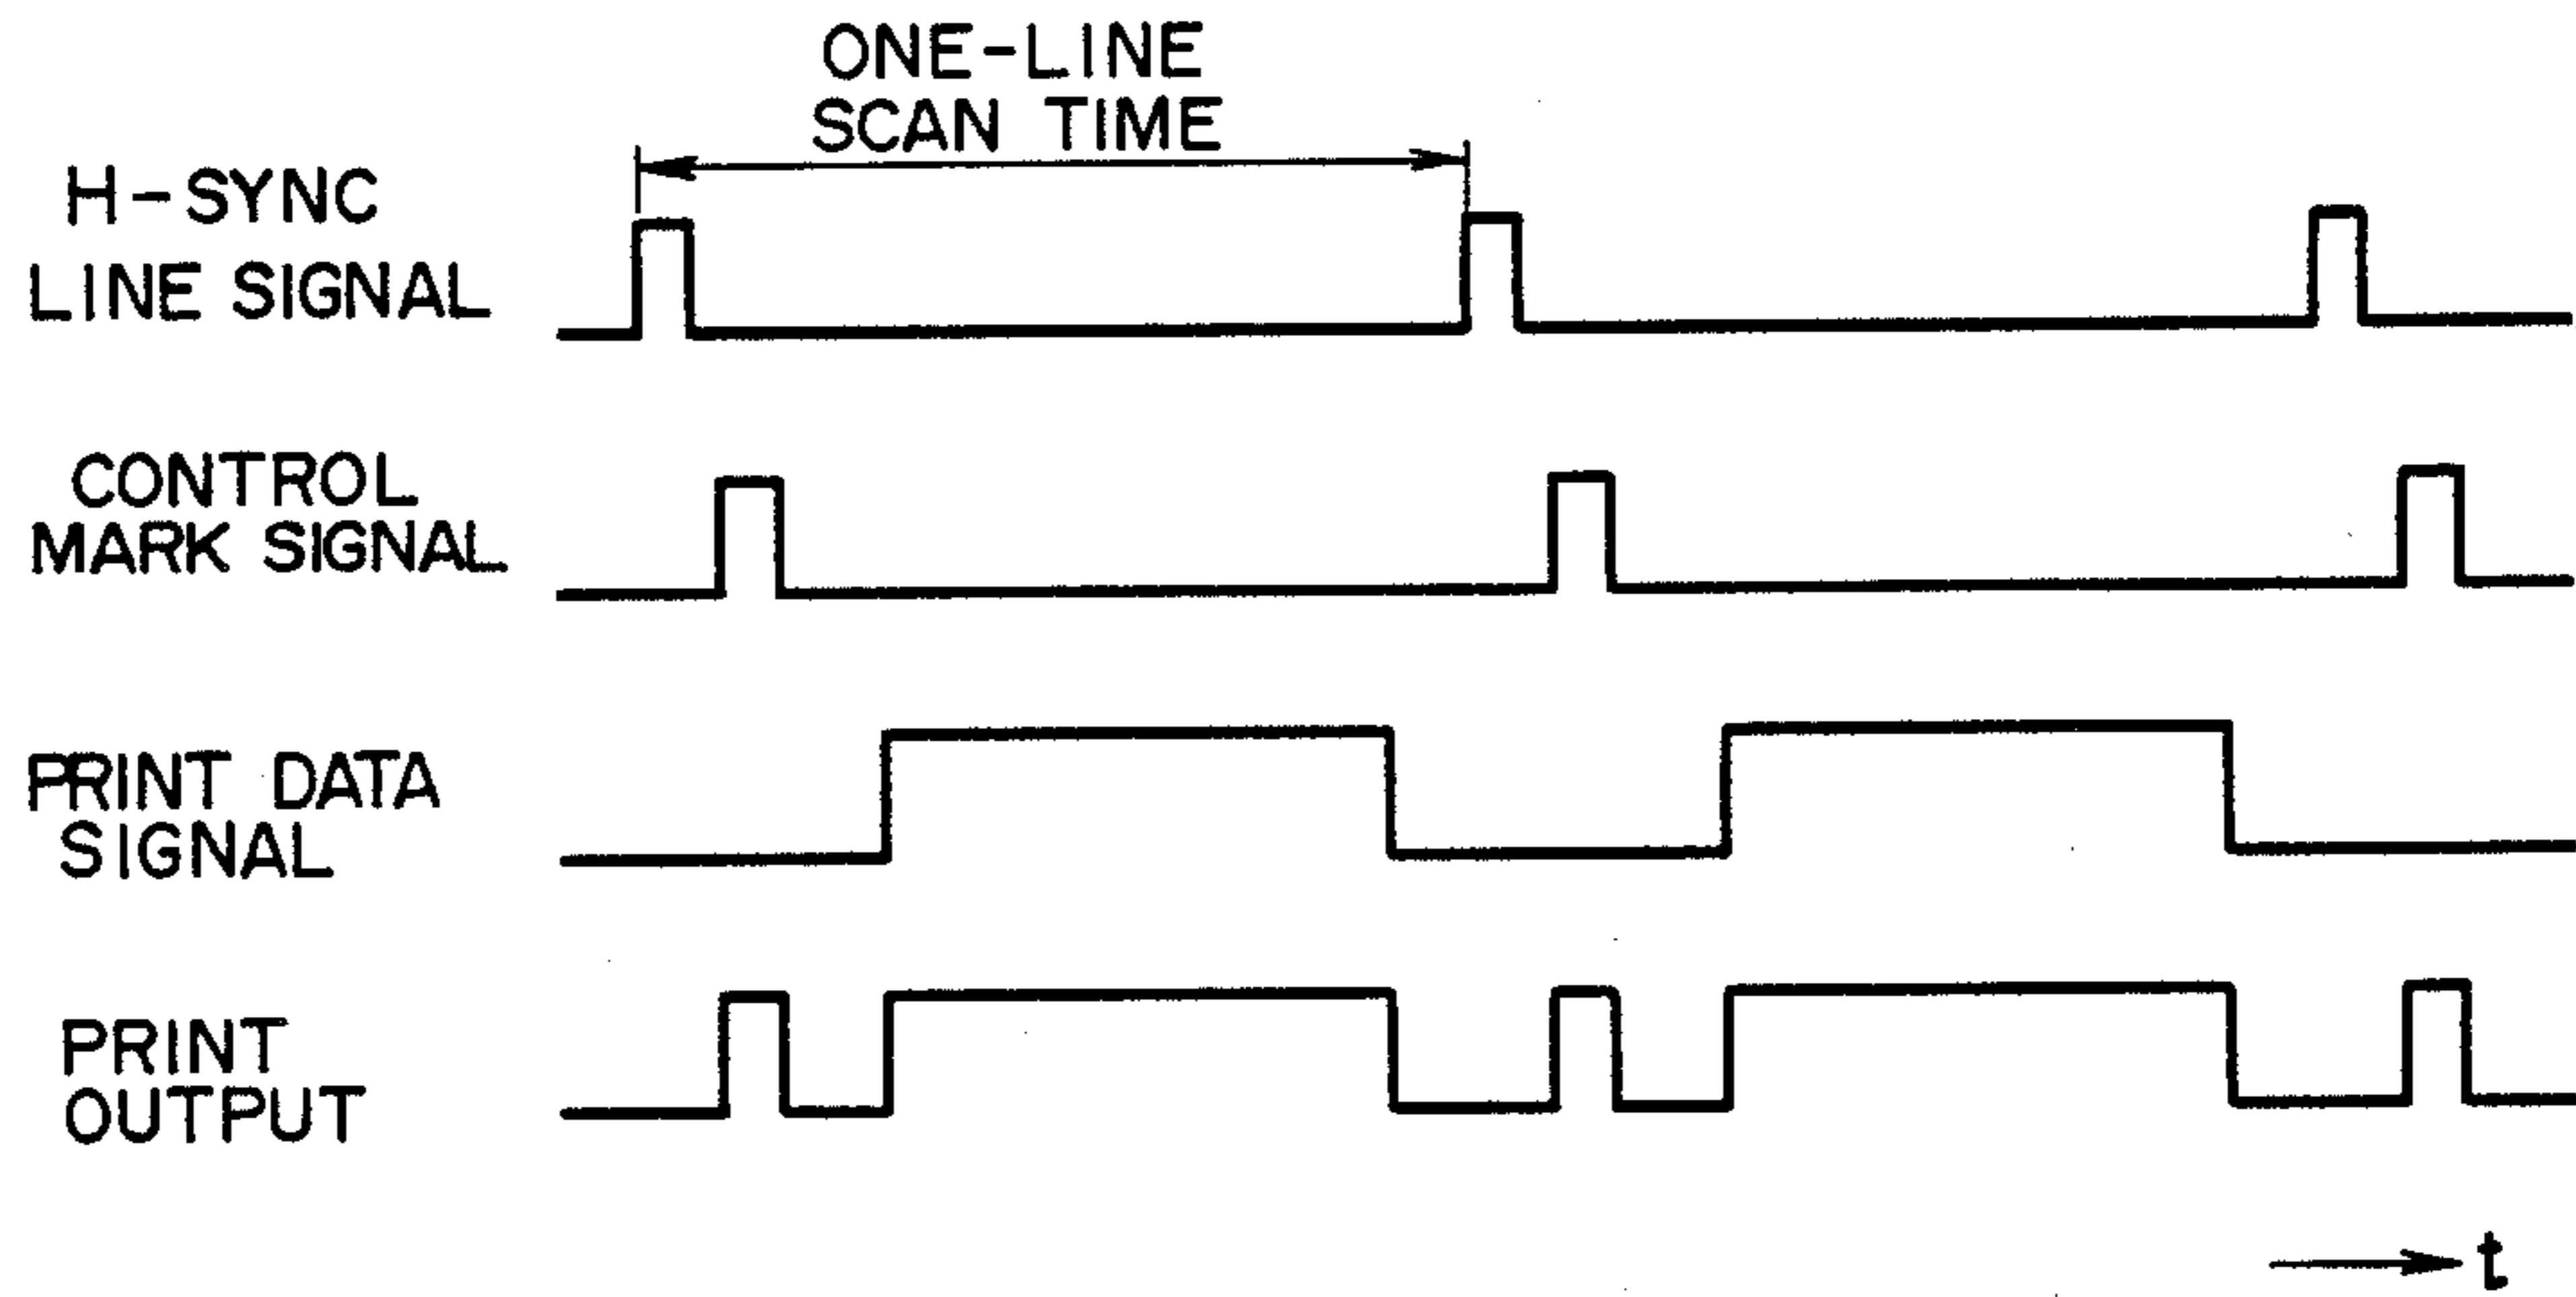 ONE-LINE
SCAN TIME
H-SYNC
LINE SIGNAL
CONTROL
MARK SIGNAL
PRINT DATA
SIGNAL
PRINT
OUTPUT
t